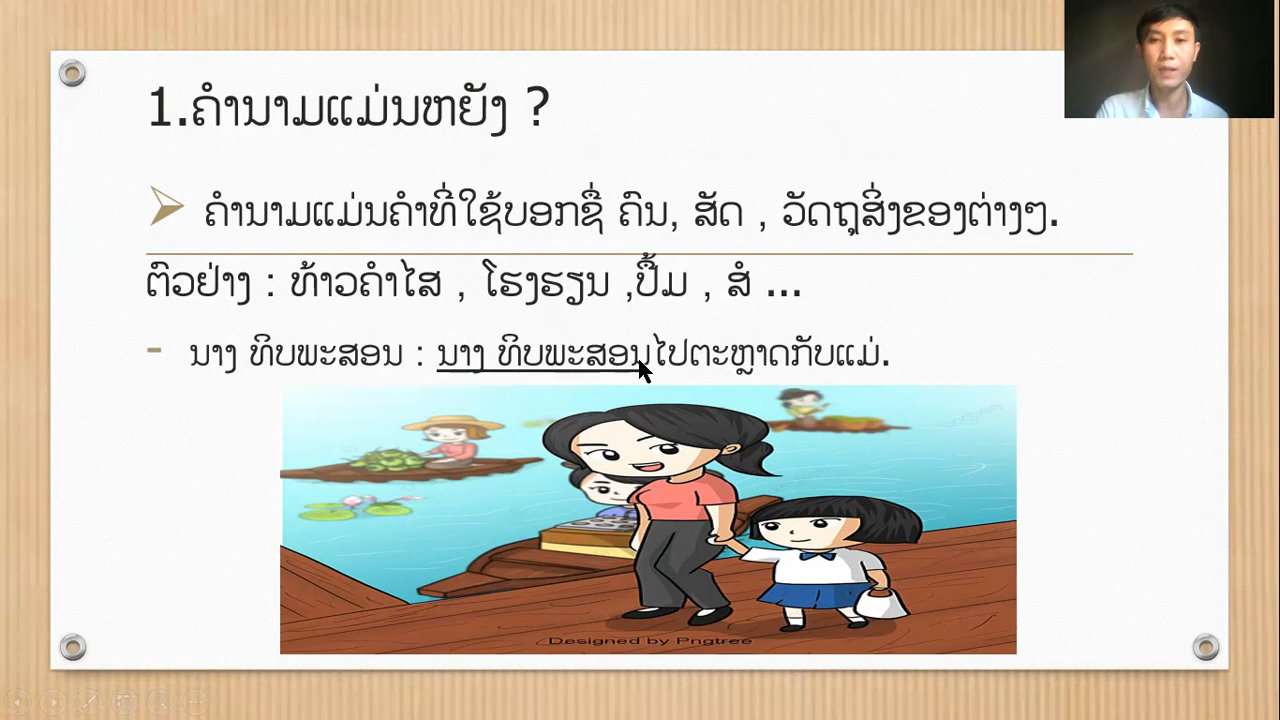 1.ຄຳນາມແມ່ນຫຍັງ ?
ຄຳນາມແມ່ນຄຳທີ່ໃຊ້ບອກຊື່ ຄົນ, ສັດ , ວັດຖຸສິ່ງຂອງຕ່າງໆ.
ຕົວຢ່າງ : ທ້າວຄຳໄສ , ໂຮງຮຽນ ,ປຶ້ມ , ສໍ ...
- ນາງ ທິບພະສອນ : ນາງ ທິບພະສອນໄປຕະຫຼາດກັບແມ່.
Designed by Pngtree